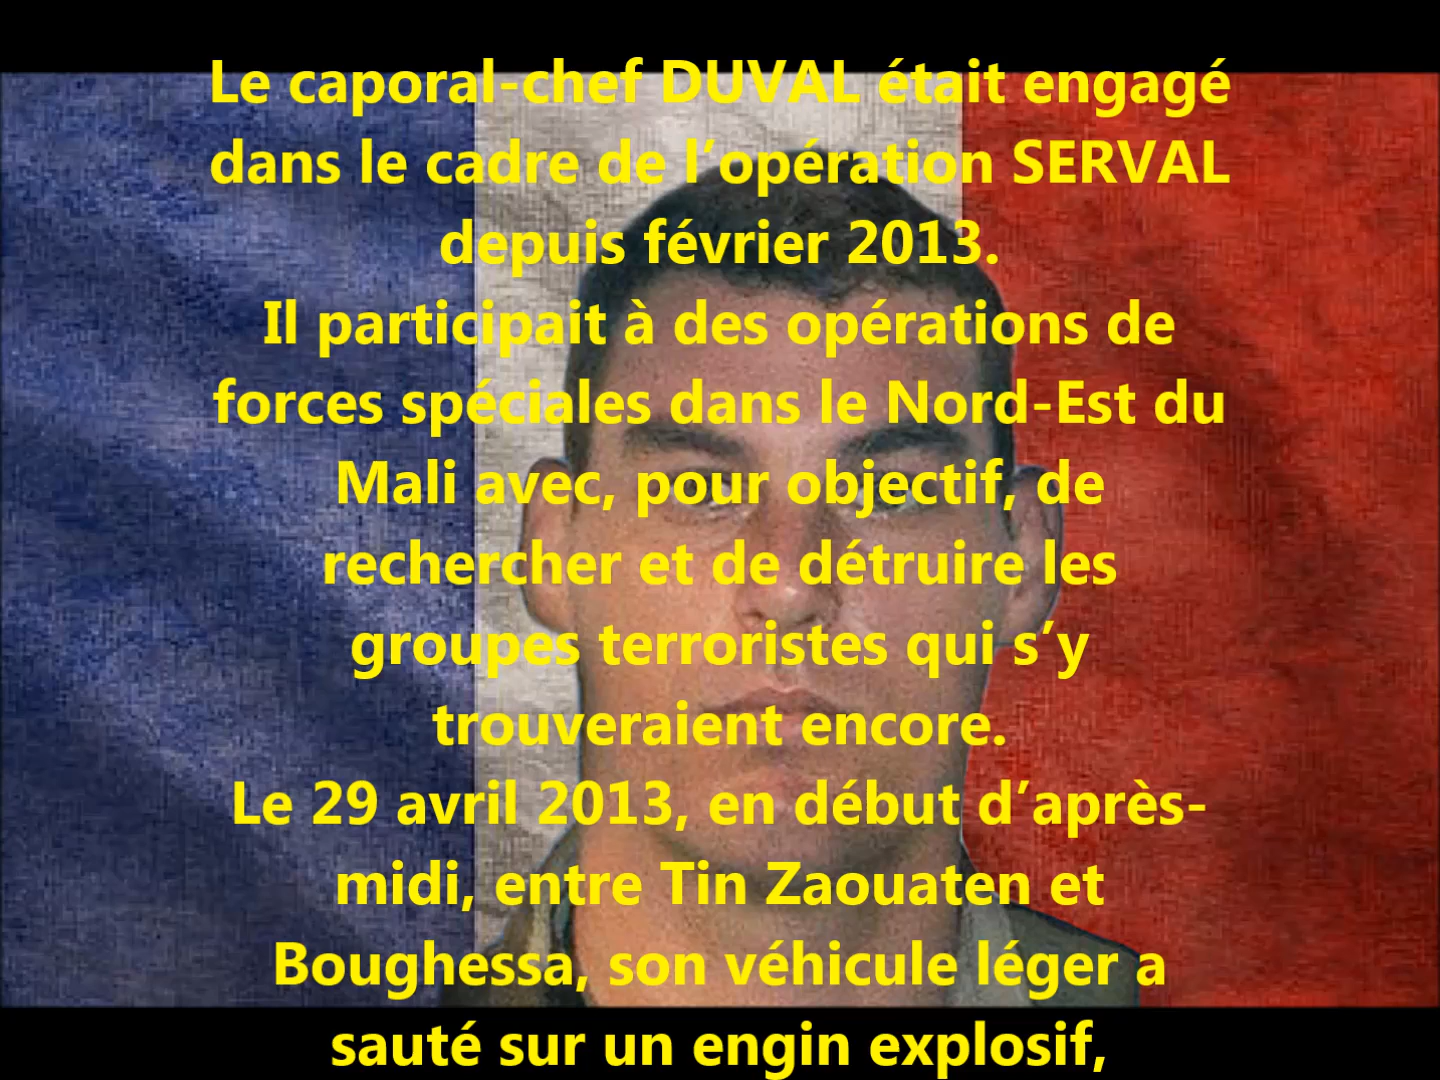 Le caporal-chef DUVAL était engagé
dans le cadre de l’opération SERVAL
depuis février 2013.
Il participait à des opérations de
forces spéciales dans le Nord-Est du
Mali avec, pour objectif, de
rechercher et de détruire les
groupes terroristes qui s’y
trouveraient encore.
Le 29 avril 2013, en début d’après-
midi, entre Tin Zaouaten et
Boughessa, son véhicule léger a
sauté sur un engin explosif,